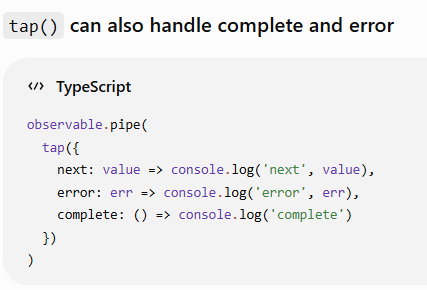 tap() can also handle complete and error
</> TypeScript
observable.pipe(
  tap({
    next: value => console.log('next', value),
    error: err => console.log('error', err),
    complete: () => console.log('complete')
  })
)